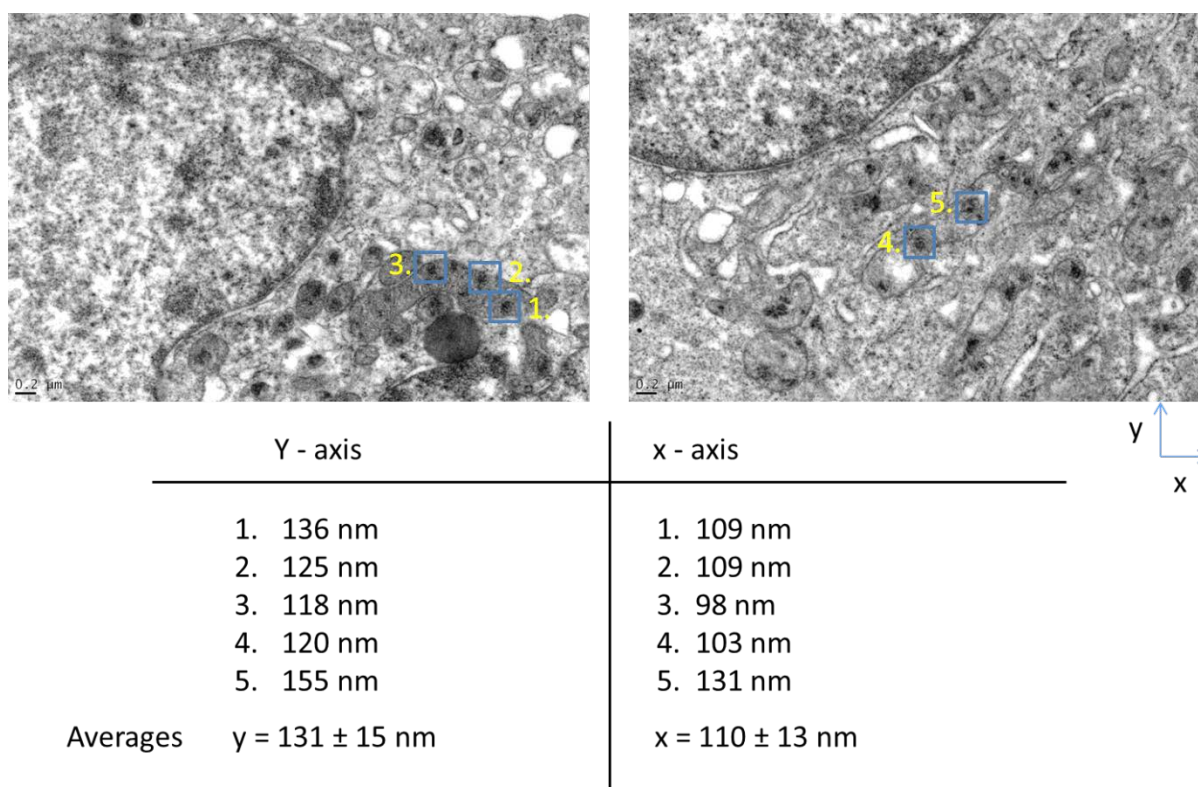 3.
2.
1.
5.
4.
0.2 µm
0.2 µm
y
x
Y - axis
x - axis
1. 136 nm
2. 125 nm
3. 118 nm
4. 120 nm
5. 155 nm
1. 109 nm
2. 109 nm
3. 98 nm
4. 103 nm
5. 131 nm
Averages y = 131 ± 15 nm
x = 110 ± 13 nm